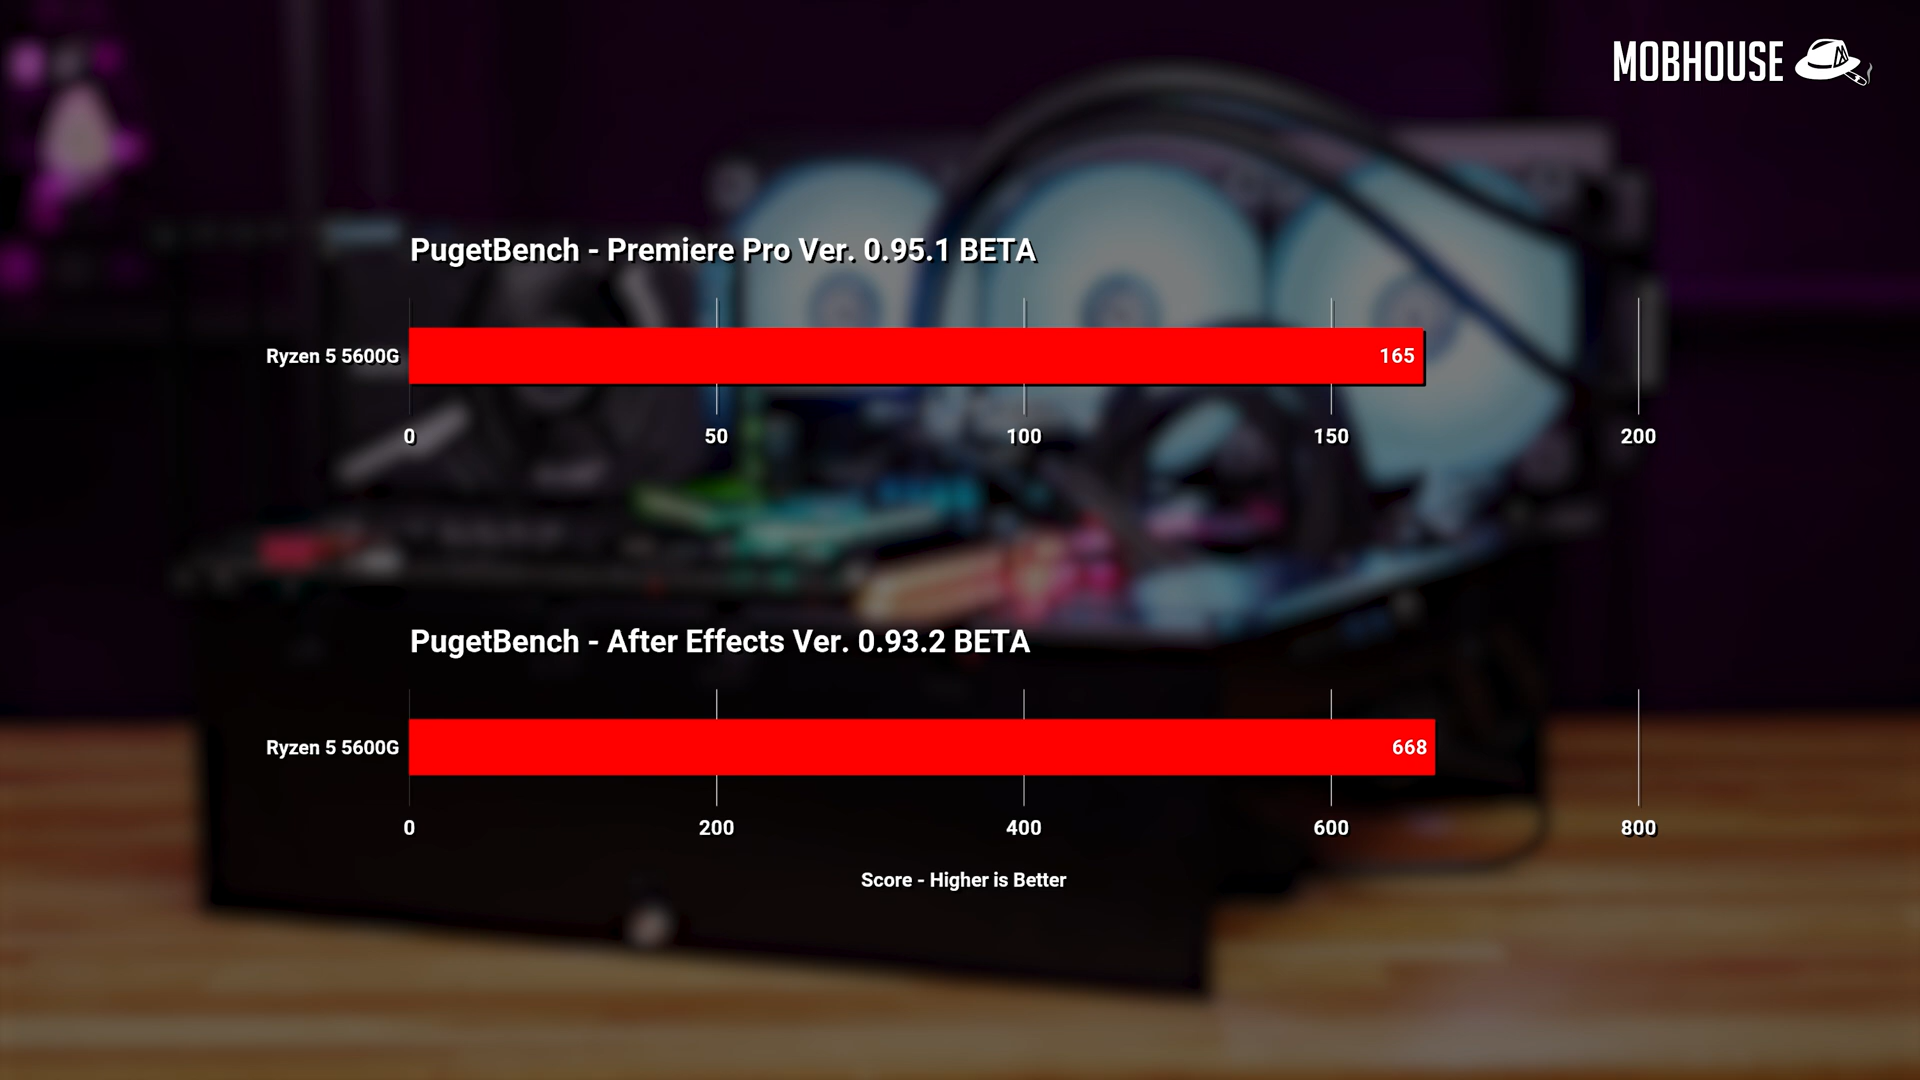 MOBHOUSE
PugetBench - Premiere Pro Ver. 0.95.1 BETA
Ryzen 5 5600G
165
0 50 100 150 200
PugetBench - After Effects Ver. 0.93.2 BETA
Ryzen 5 5600G
668
0 200 400 600 800
Score - Higher is Better